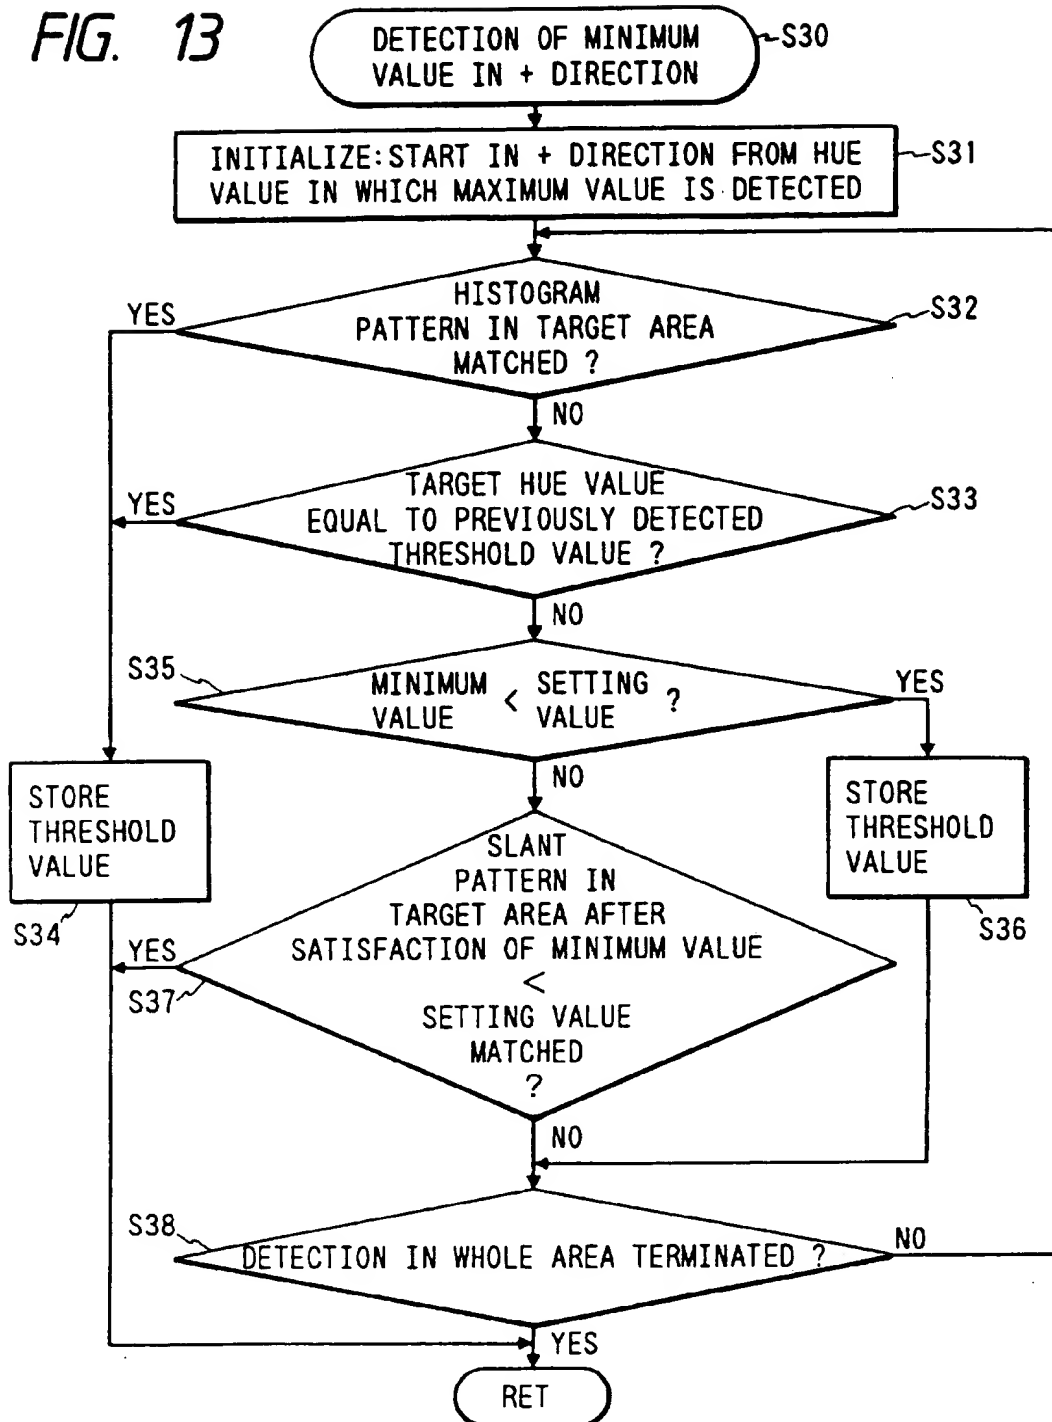 FIG. 13
DETECTION OF MINIMUM
VALUE IN + DIRECTION
S30
INITIALIZE:START IN + DIRECTION FROM HUE
VALUE IN WHICH MAXIMUM VALUE IS DETECTED
S31
HISTOGRAM
PATTERN IN TARGET AREA
MATCHED ?
S32
YES
NO
TARGET HUE VALUE
EQUAL TO PREVIOUSLY DETECTED
THRESHOLD VALUE ?
S33
YES
NO
S35
MINIMUM
VALUE
<
SETTING
VALUE
?
YES
NO
STORE
THRESHOLD
VALUE
S34
STORE
THRESHOLD
VALUE
S36
SLANT
PATTERN IN
TARGET AREA AFTER
SATISFACTION OF MINIMUM VALUE
<
SETTING VALUE
MATCHED
?
YES
S37
NO
S38
DETECTION IN WHOLE AREA TERMINATED ?
NO
YES
RET